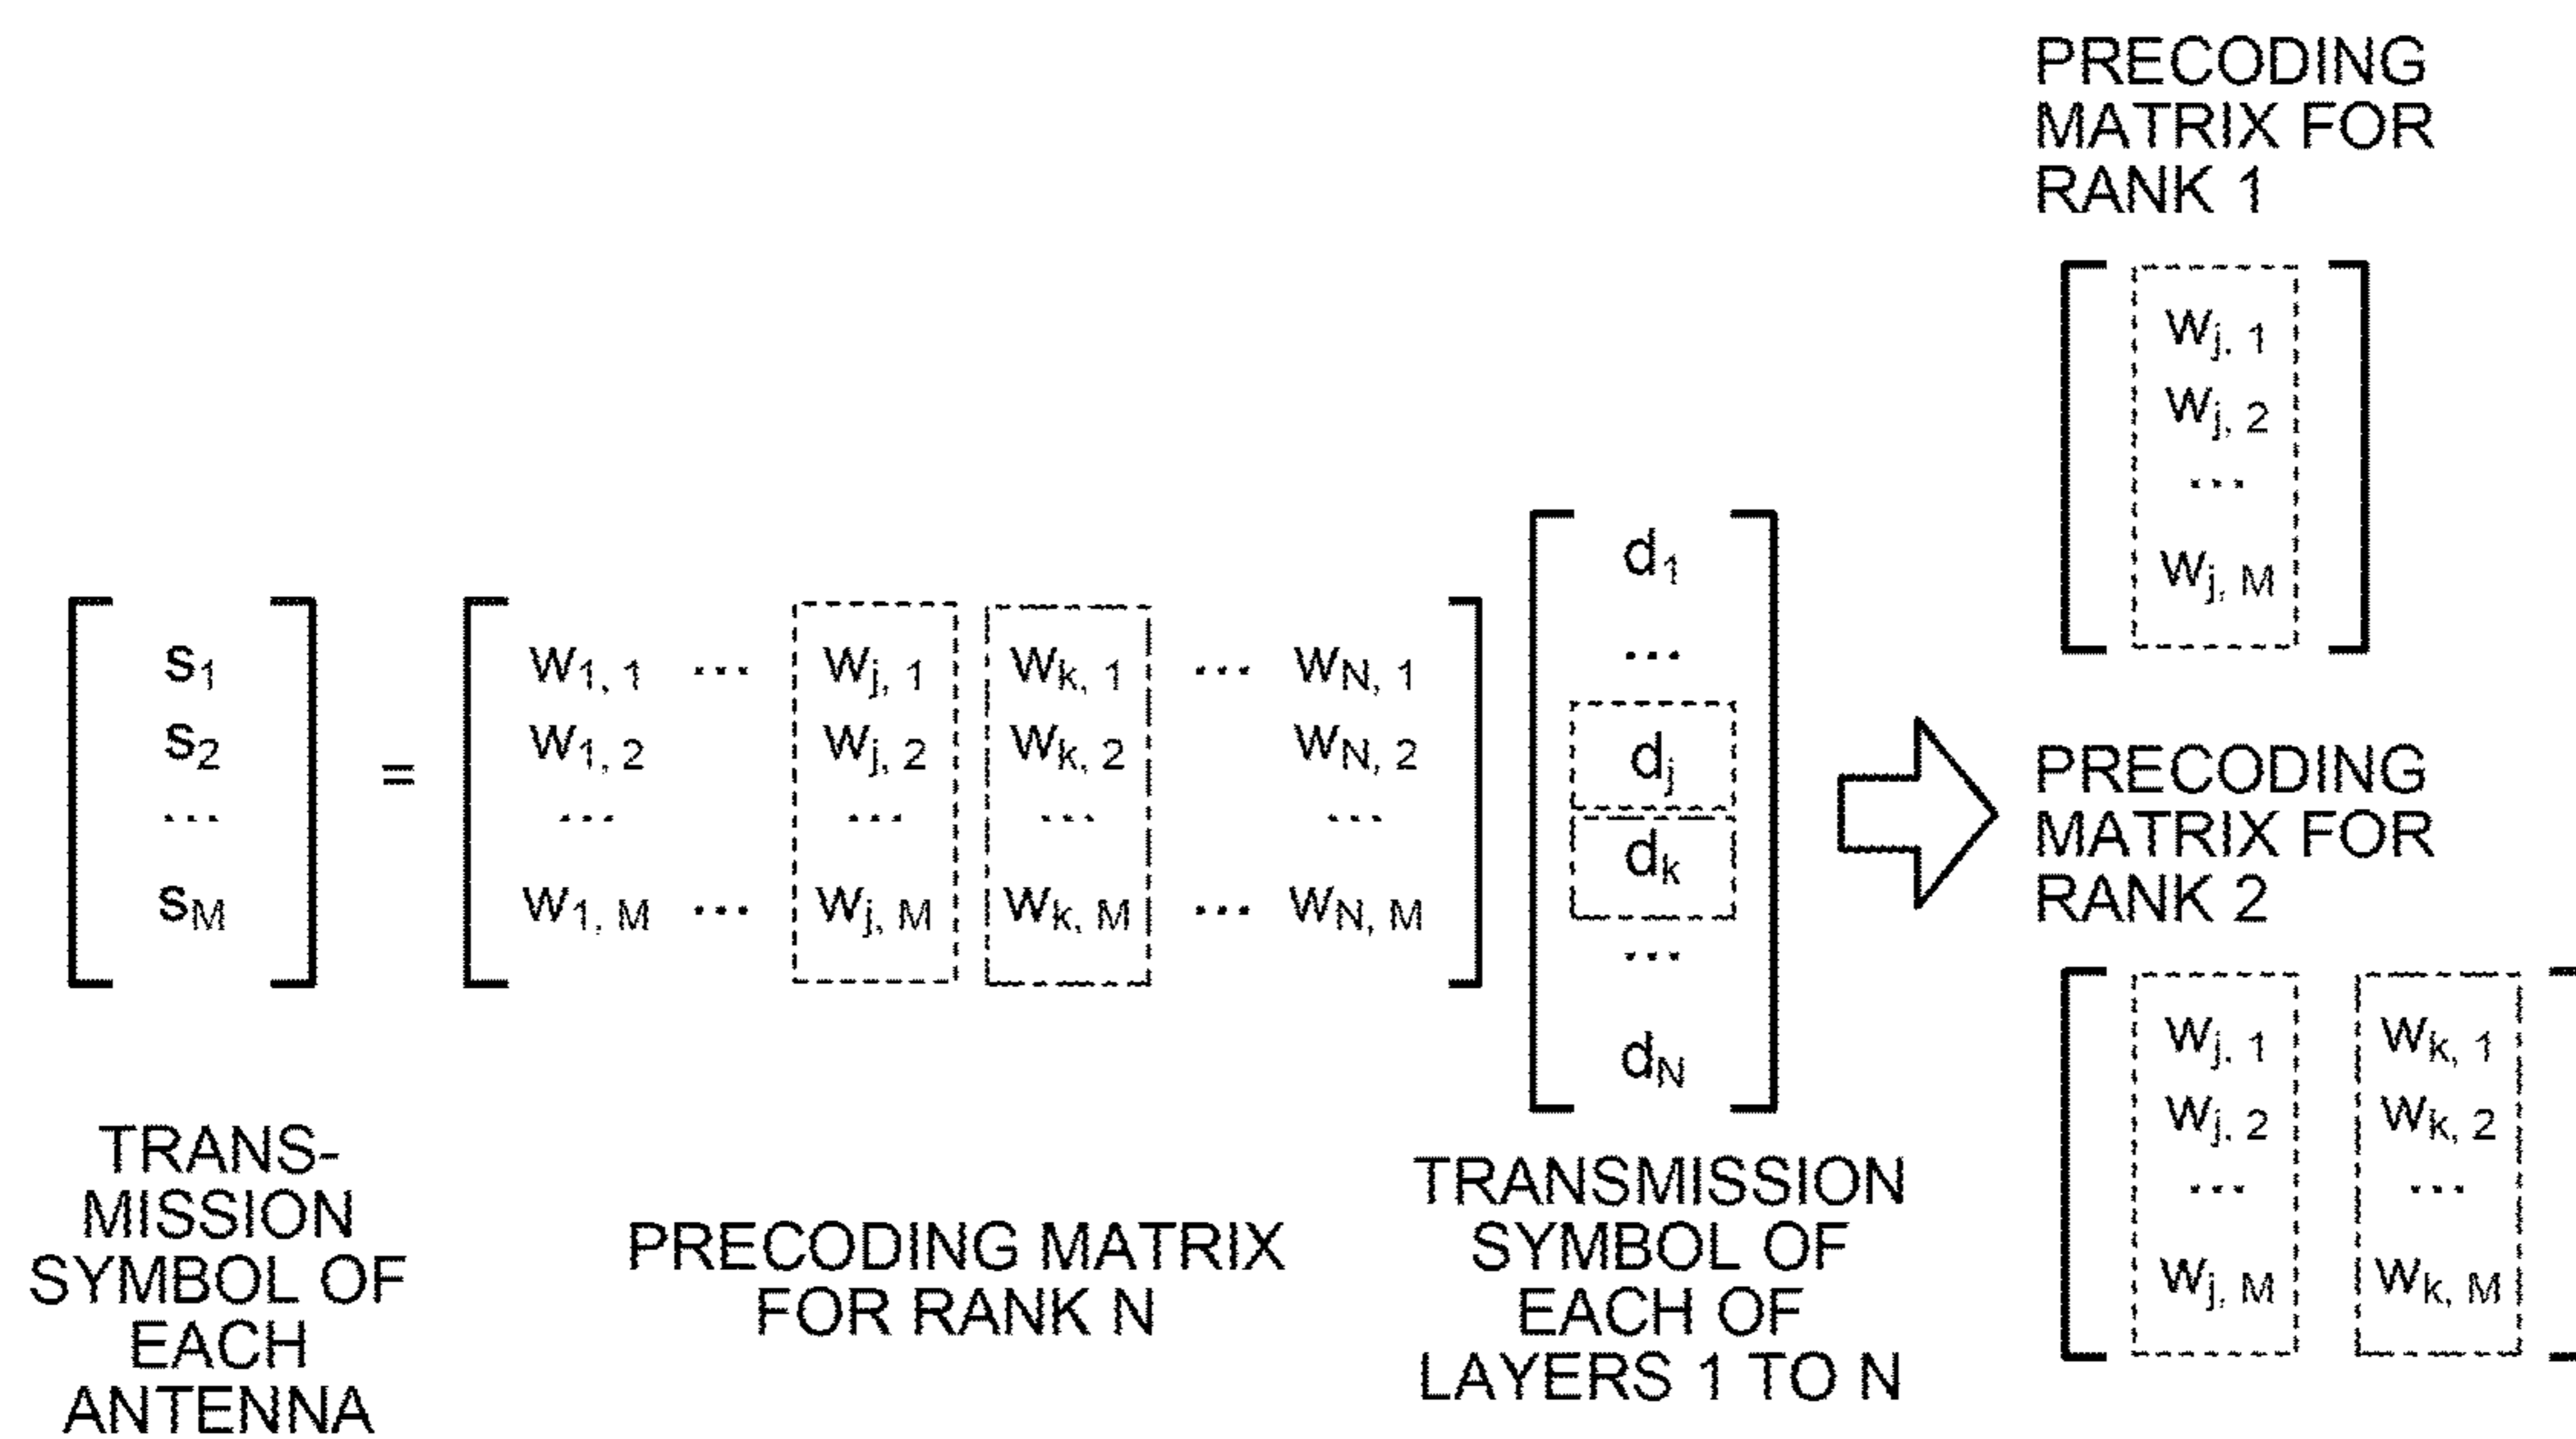 s1
s2
...
sM
=
w1, 1 ... wj, 1 wk, 1 ... wN, 1
w1, 2 wj, 2 wk, 2 wN, 2
... ... ... ...
w1, M ... wj, M wk, M ... wN, M
d1
...
dj
dk
...
dN
TRANS-
MISSION
SYMBOL OF
EACH
ANTENNA
PRECODING MATRIX
FOR RANK N
TRANSMISSION
SYMBOL OF
EACH OF
LAYERS 1 TO N
PRECODING
MATRIX FOR
RANK 1
wj, 1
wj, 2
...
wj, M
PRECODING
MATRIX FOR
RANK 2
wj, 1 wk, 1
wj, 2 wk, 2
... ...
wj, M wk, M